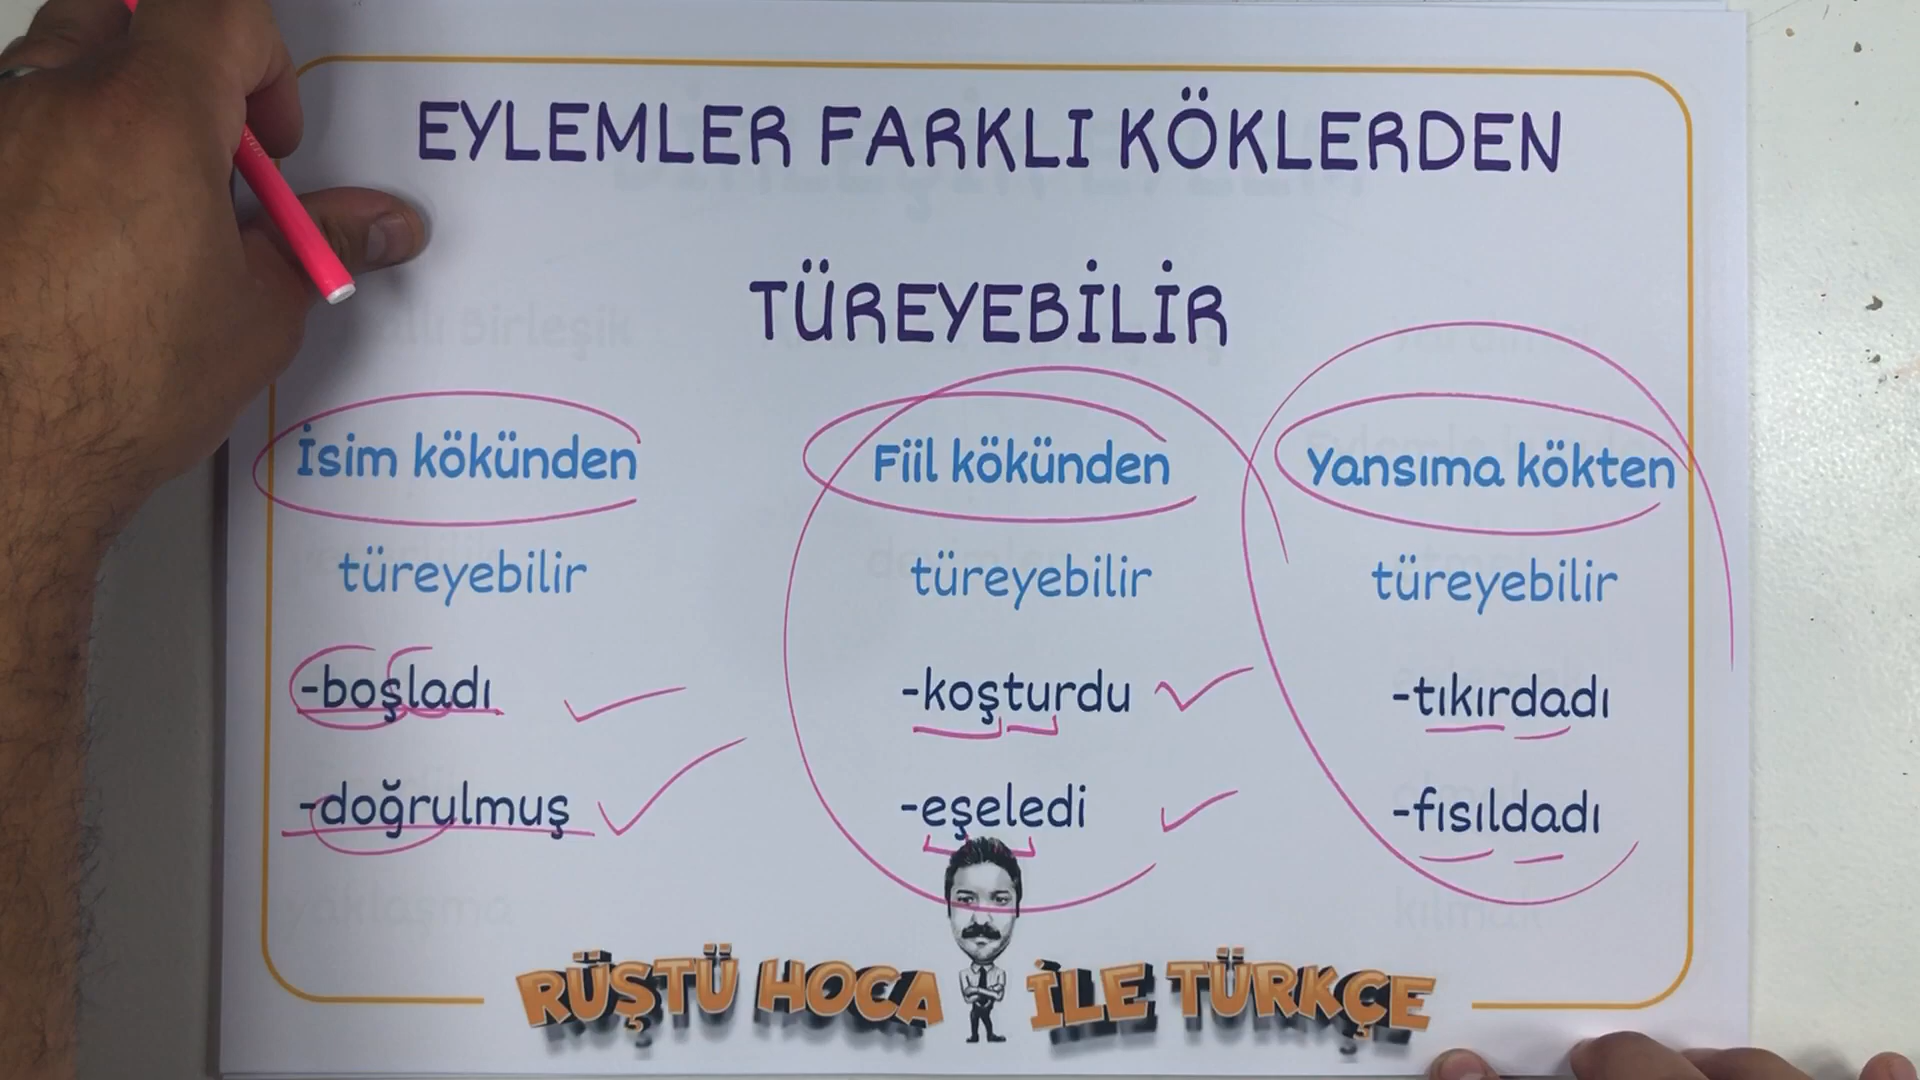 EYLEMLER FARKLI KÖKLERDEN
TÜREYEBİLİR
İsim kökünden
türeyebilir
-boşladı
-doğrulmuş
Fiil kökünden
türeyebilir
-koşturdu
-eşeledi
Yansıma kökten
türeyebilir
-tıkırdadı
-fısıldadı
RÜŞTÜ HOCA İLE TÜRKÇE